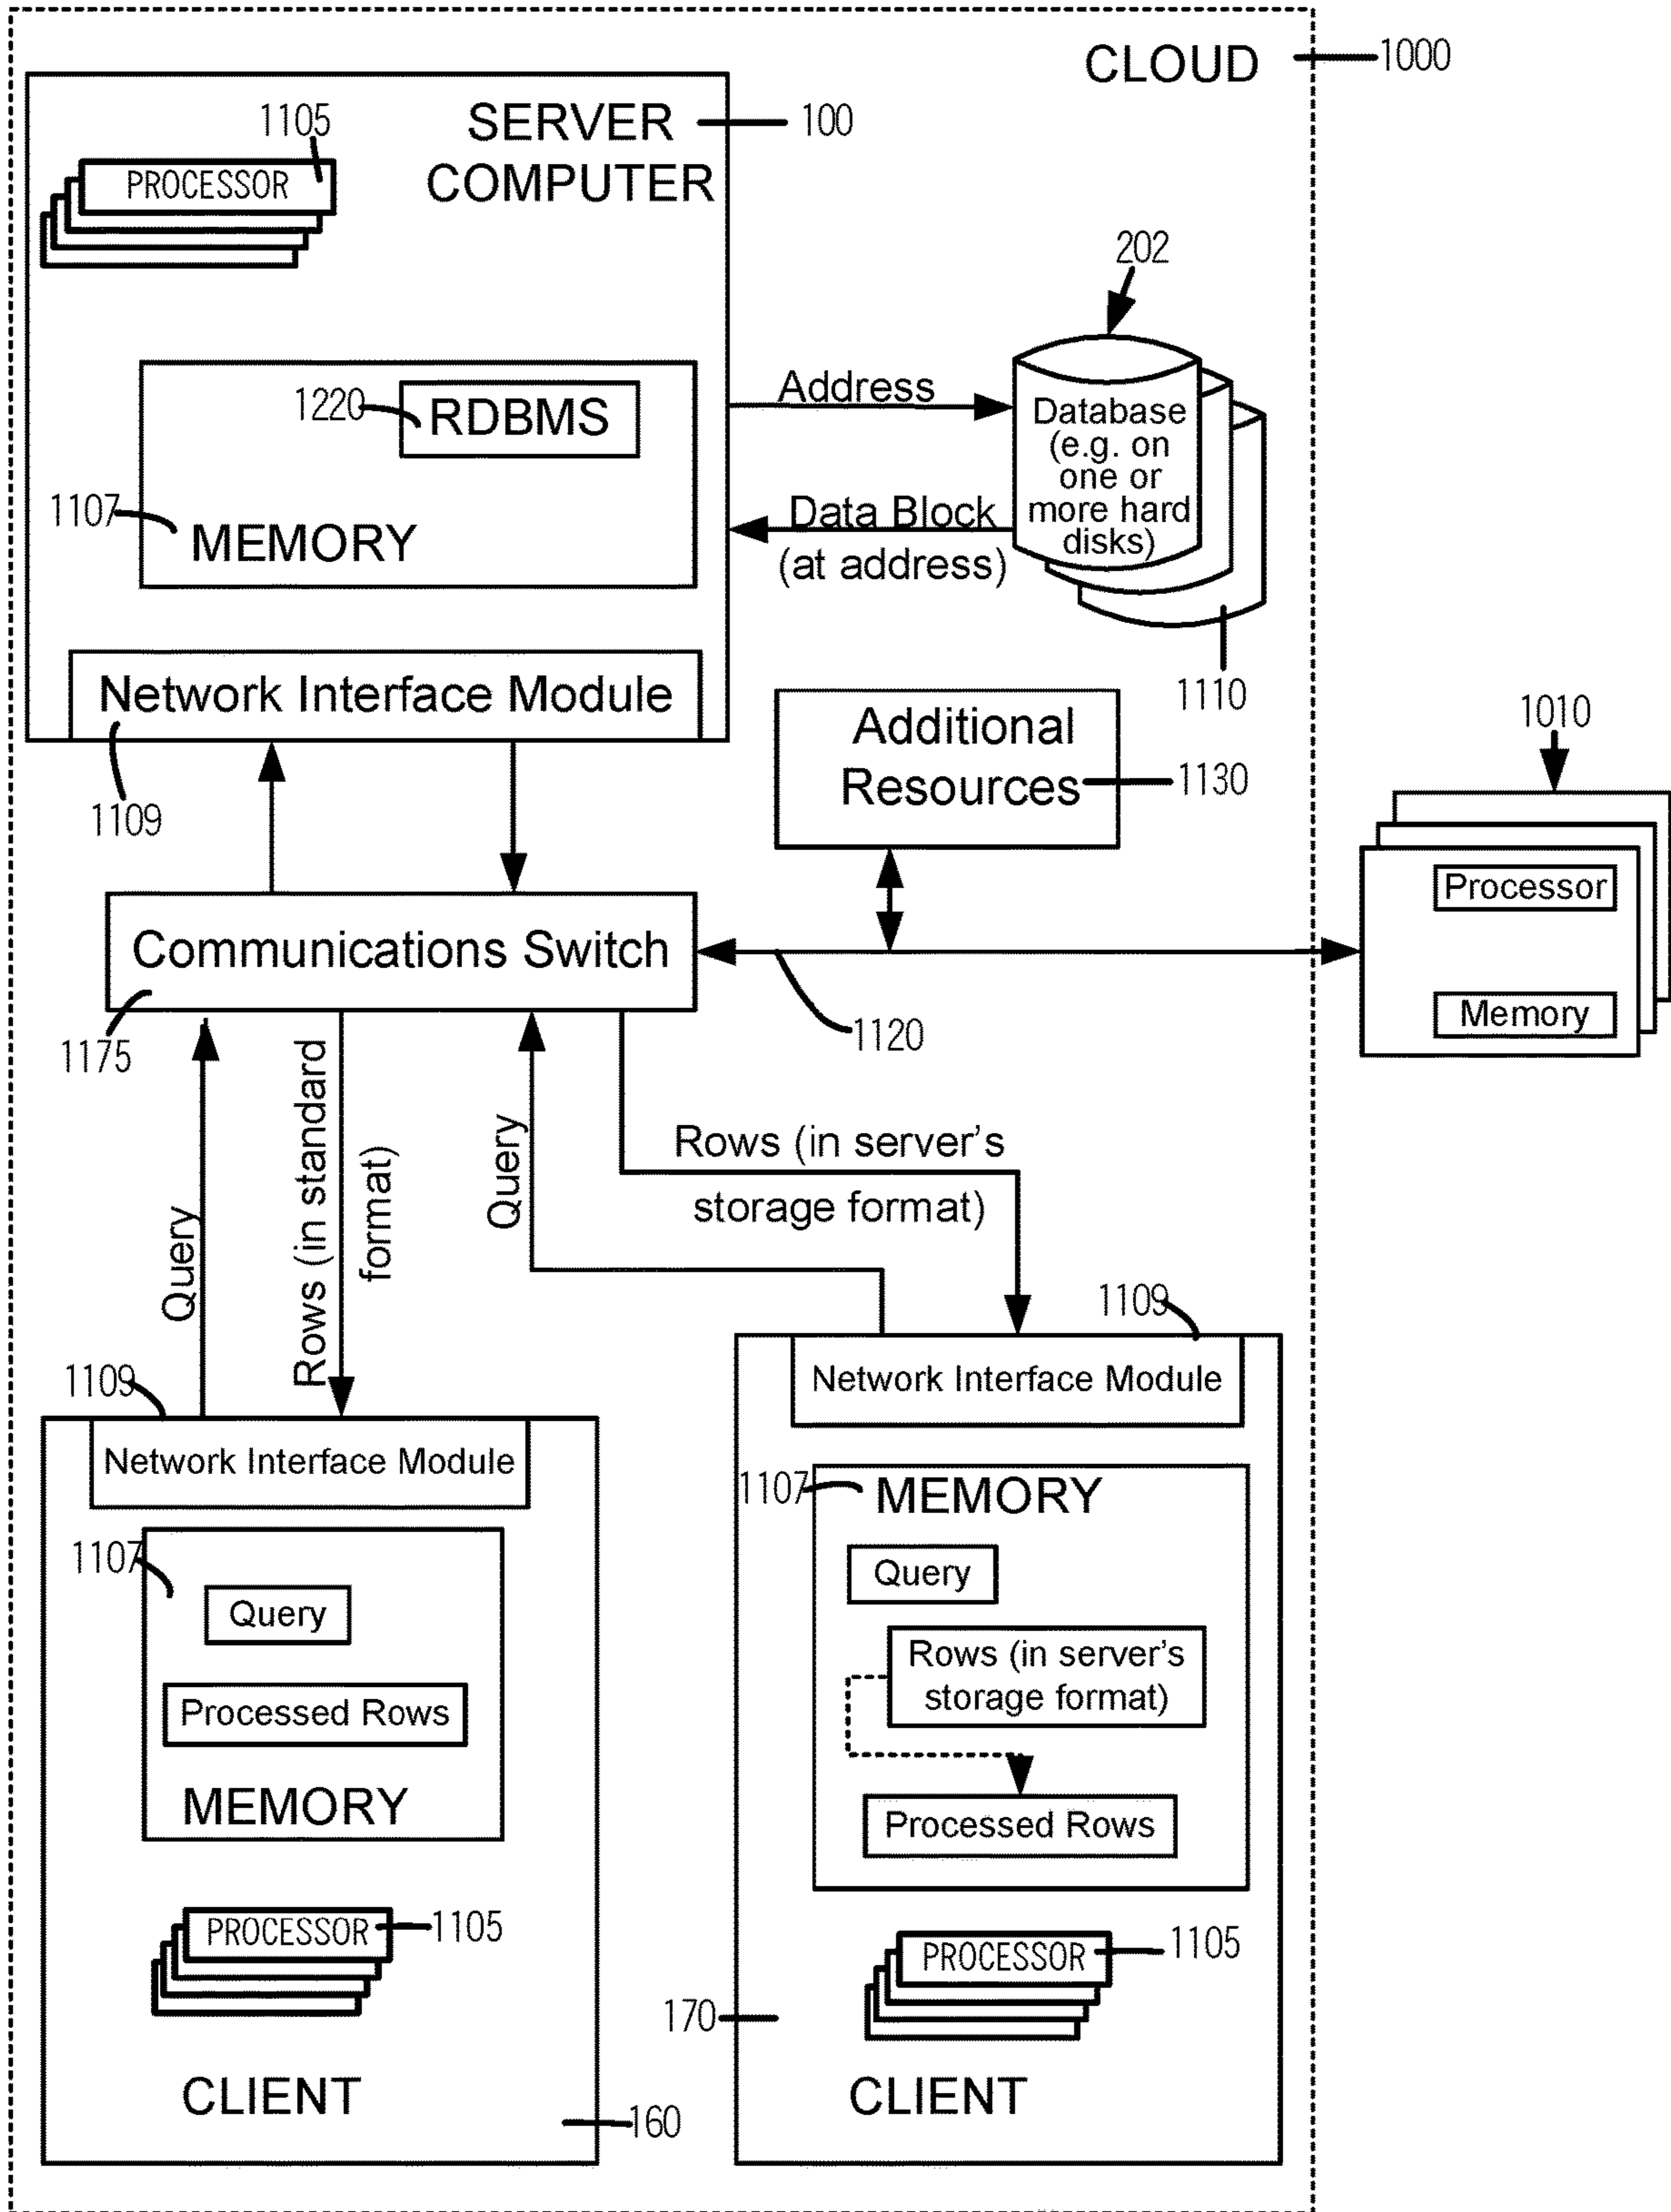 CLOUD
1000
SERVER
COMPUTER
100
1105
PROCESSOR
202
1220
RDBMS
1107
MEMORY
Address
Data Block
(at address)
Database
(e.g. on
one or
more hard
disks)
1110
Network Interface Module
1109
Additional
Resources
1130
1010
Processor
Memory
Communications Switch
1175
1120
Query
Rows (in standard
format)
Query
Rows (in server's
storage format)
1109
Network Interface Module
1107
Query
Processed Rows
MEMORY
PROCESSOR
1105
CLIENT
160
1109
Network Interface Module
1107
MEMORY
Query
Rows (in server's
storage format)
Processed Rows
PROCESSOR
1105
170
CLIENT